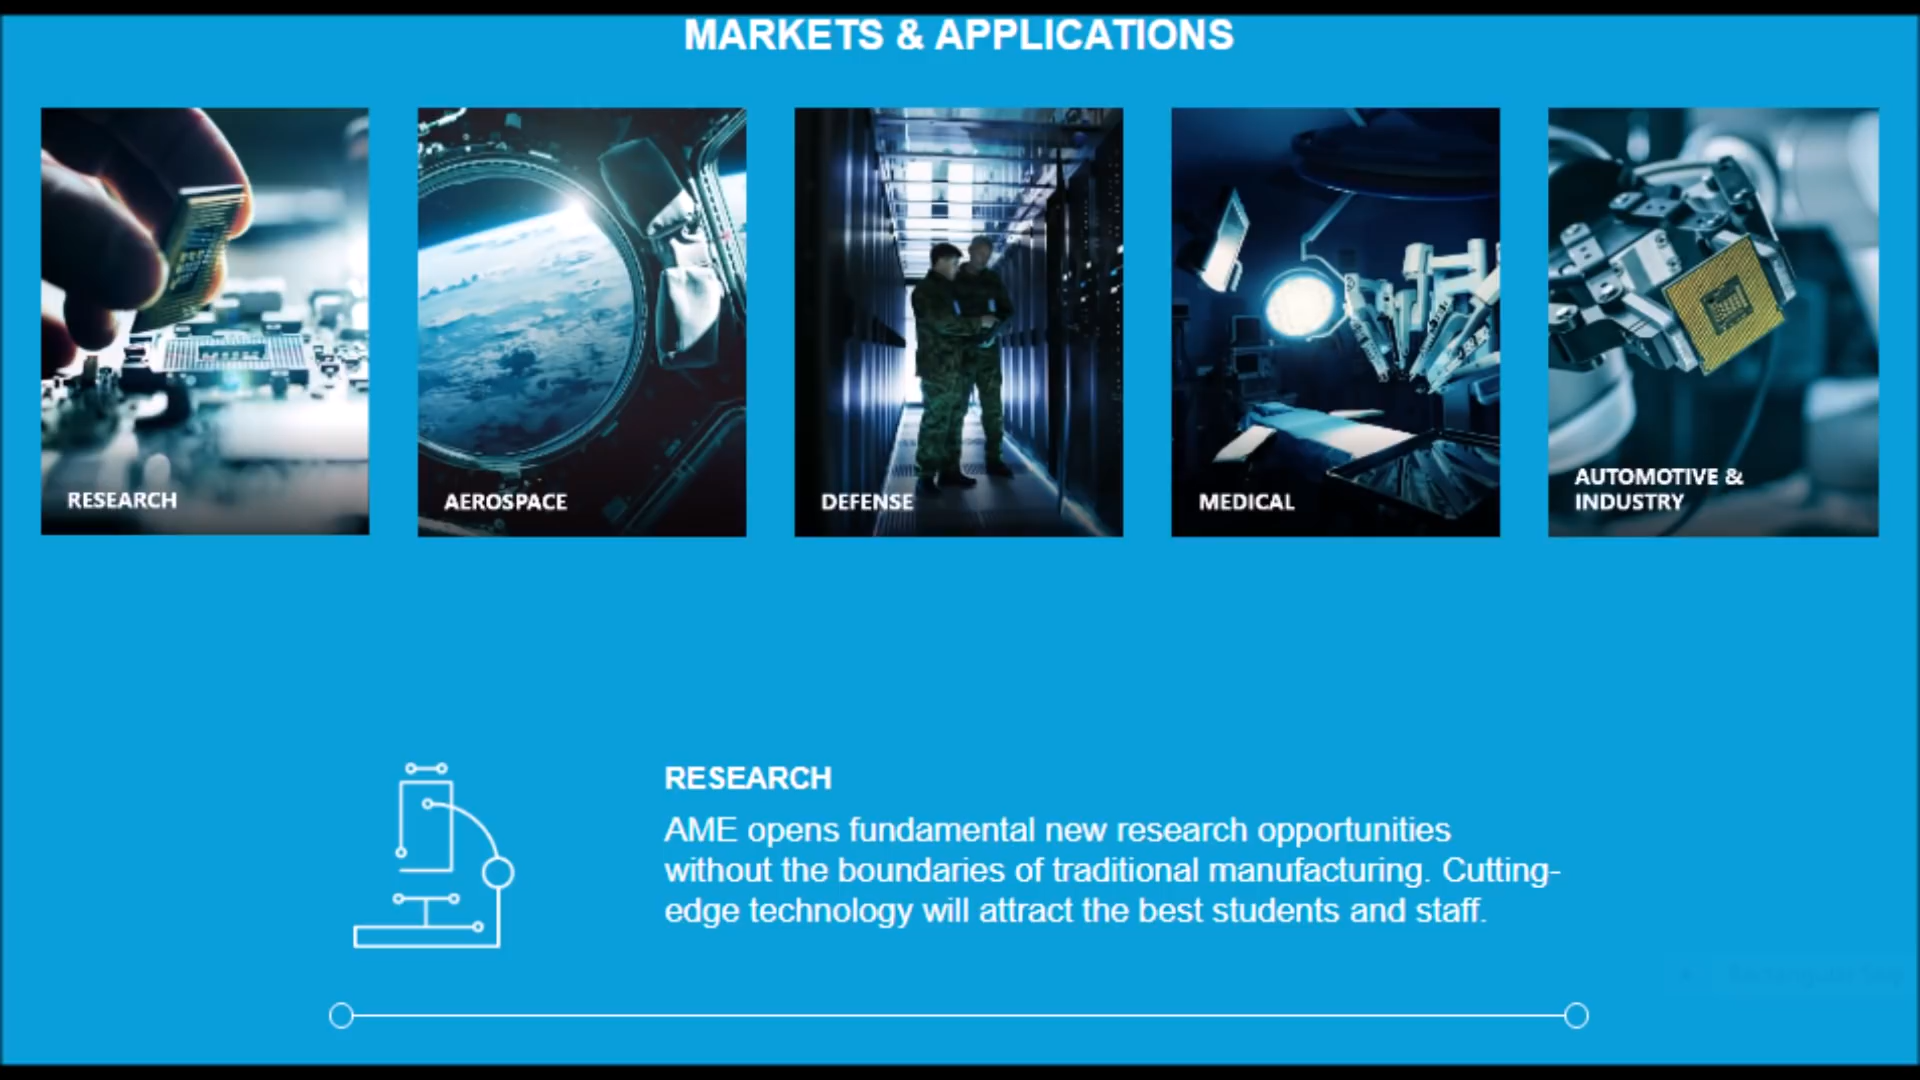 MARKETS & APPLICATIONS
RESEARCH
AEROSPACE
DEFENSE
MEDICAL
AUTOMOTIVE &
INDUSTRY
RESEARCH
AME opens fundamental new research opportunities
without the boundaries of traditional manufacturing. Cutting-
edge technology will attract the best students and staff.